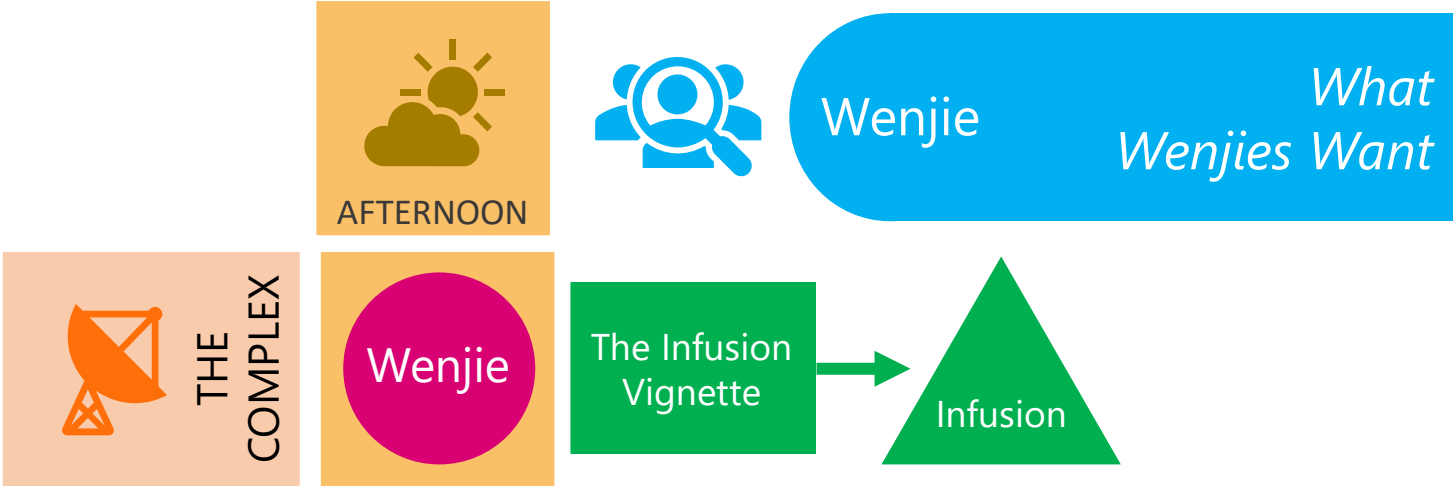 AFTERNOON
Wenjie
What
Wenjies Want
THE
COMPLEX
Wenjie
The Infusion
Vignette
Infusion